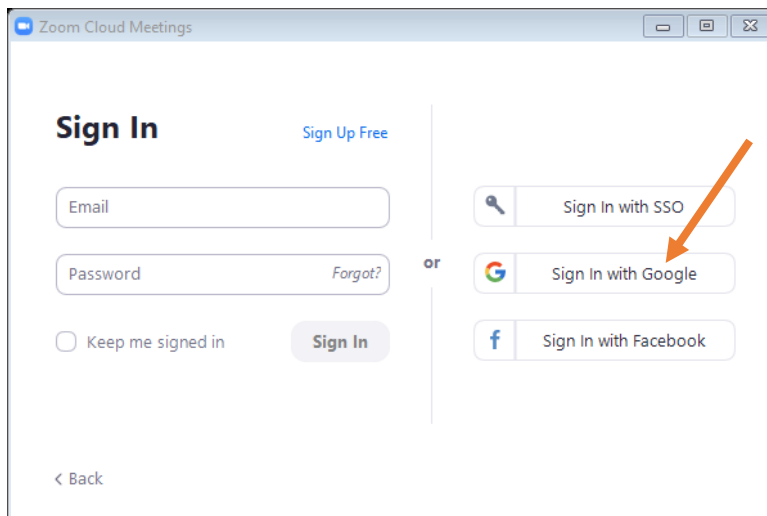 Zoom Cloud Meetings
Sign In
Sign Up Free
Email
Password
Forgot?
Keep me signed in
Sign In
or
Sign In with SSO
Sign In with Google
Sign In with Facebook
< Back